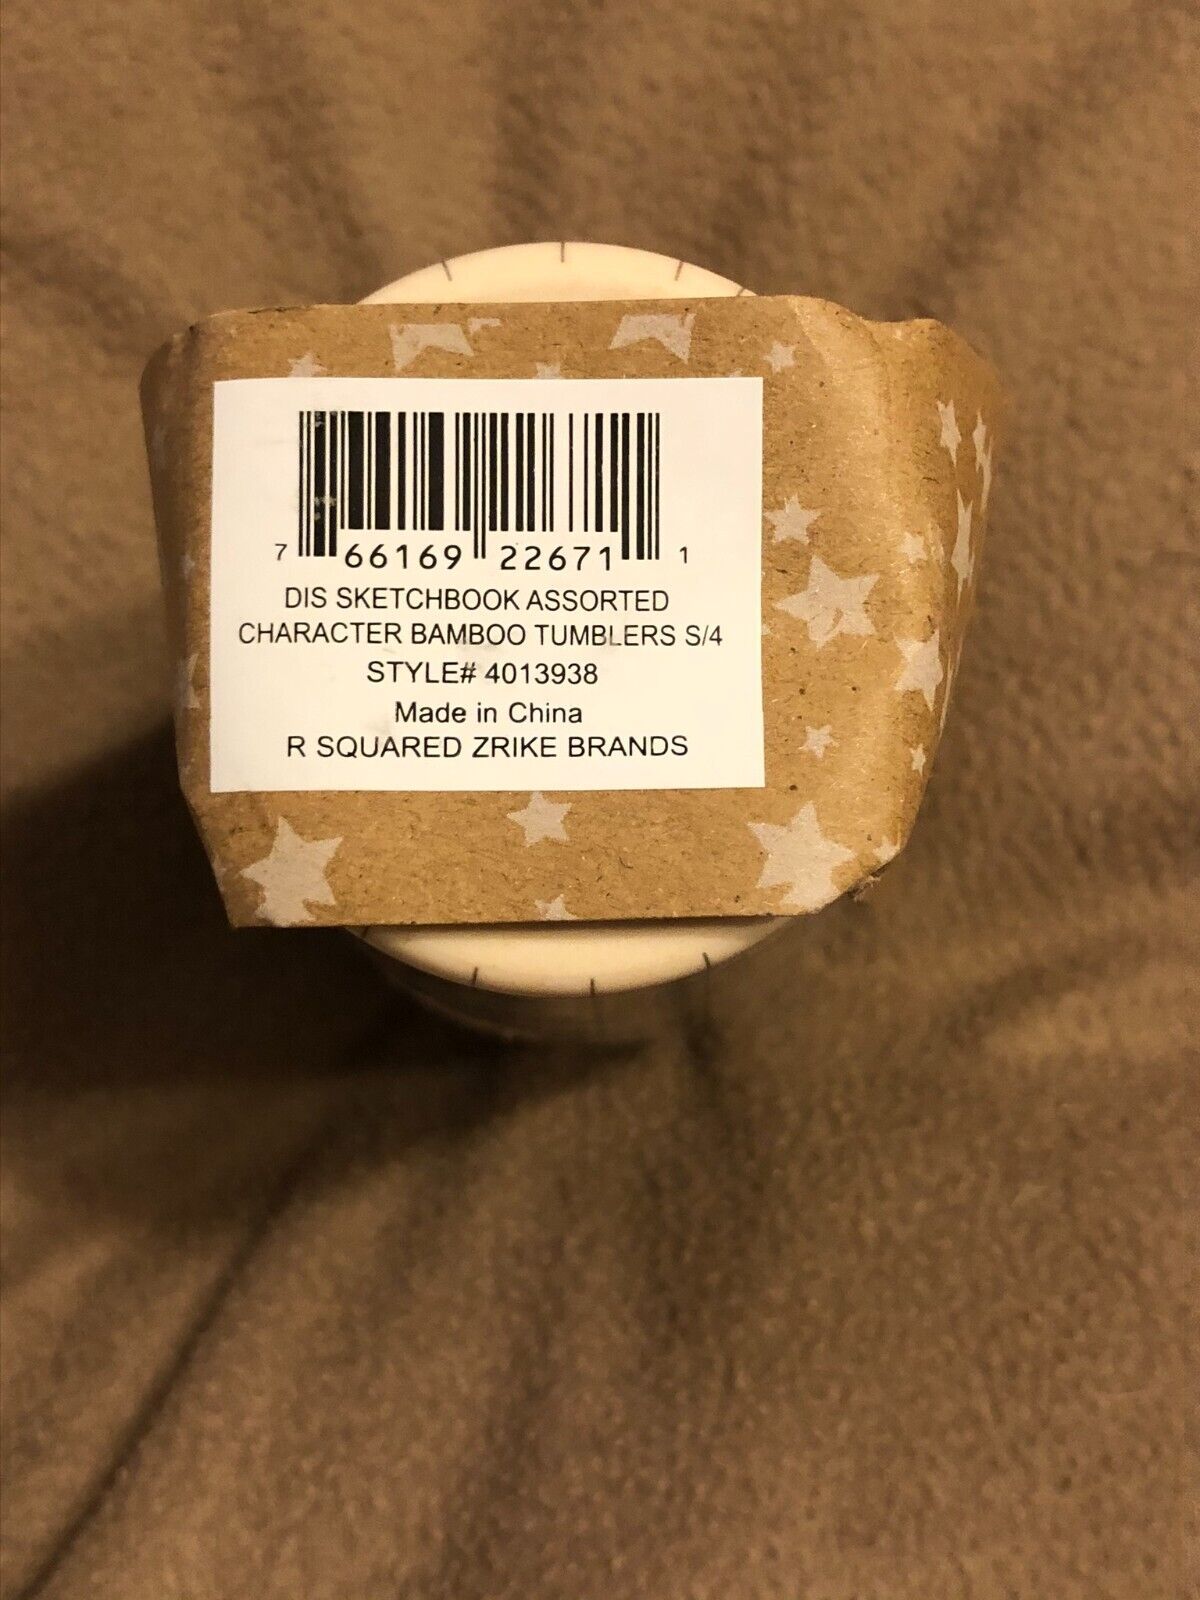 7 66169 22671 1
DIS SKETCHBOOK ASSORTED
CHARACTER BAMBOO TUMBLERS S/4
STYLE# 4013938
Made in China
R SQUARED ZRIKE BRANDS